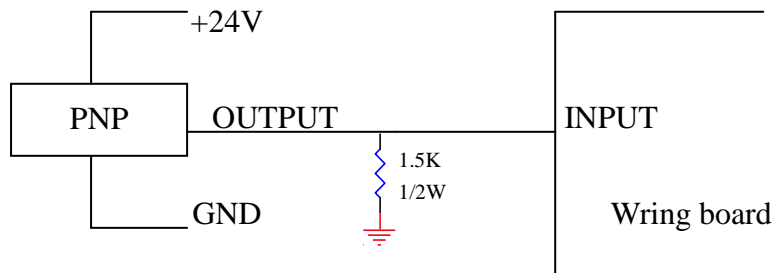 +24V
PNP
OUTPUT
INPUT
1.5K
1/2W
GND
Wring board